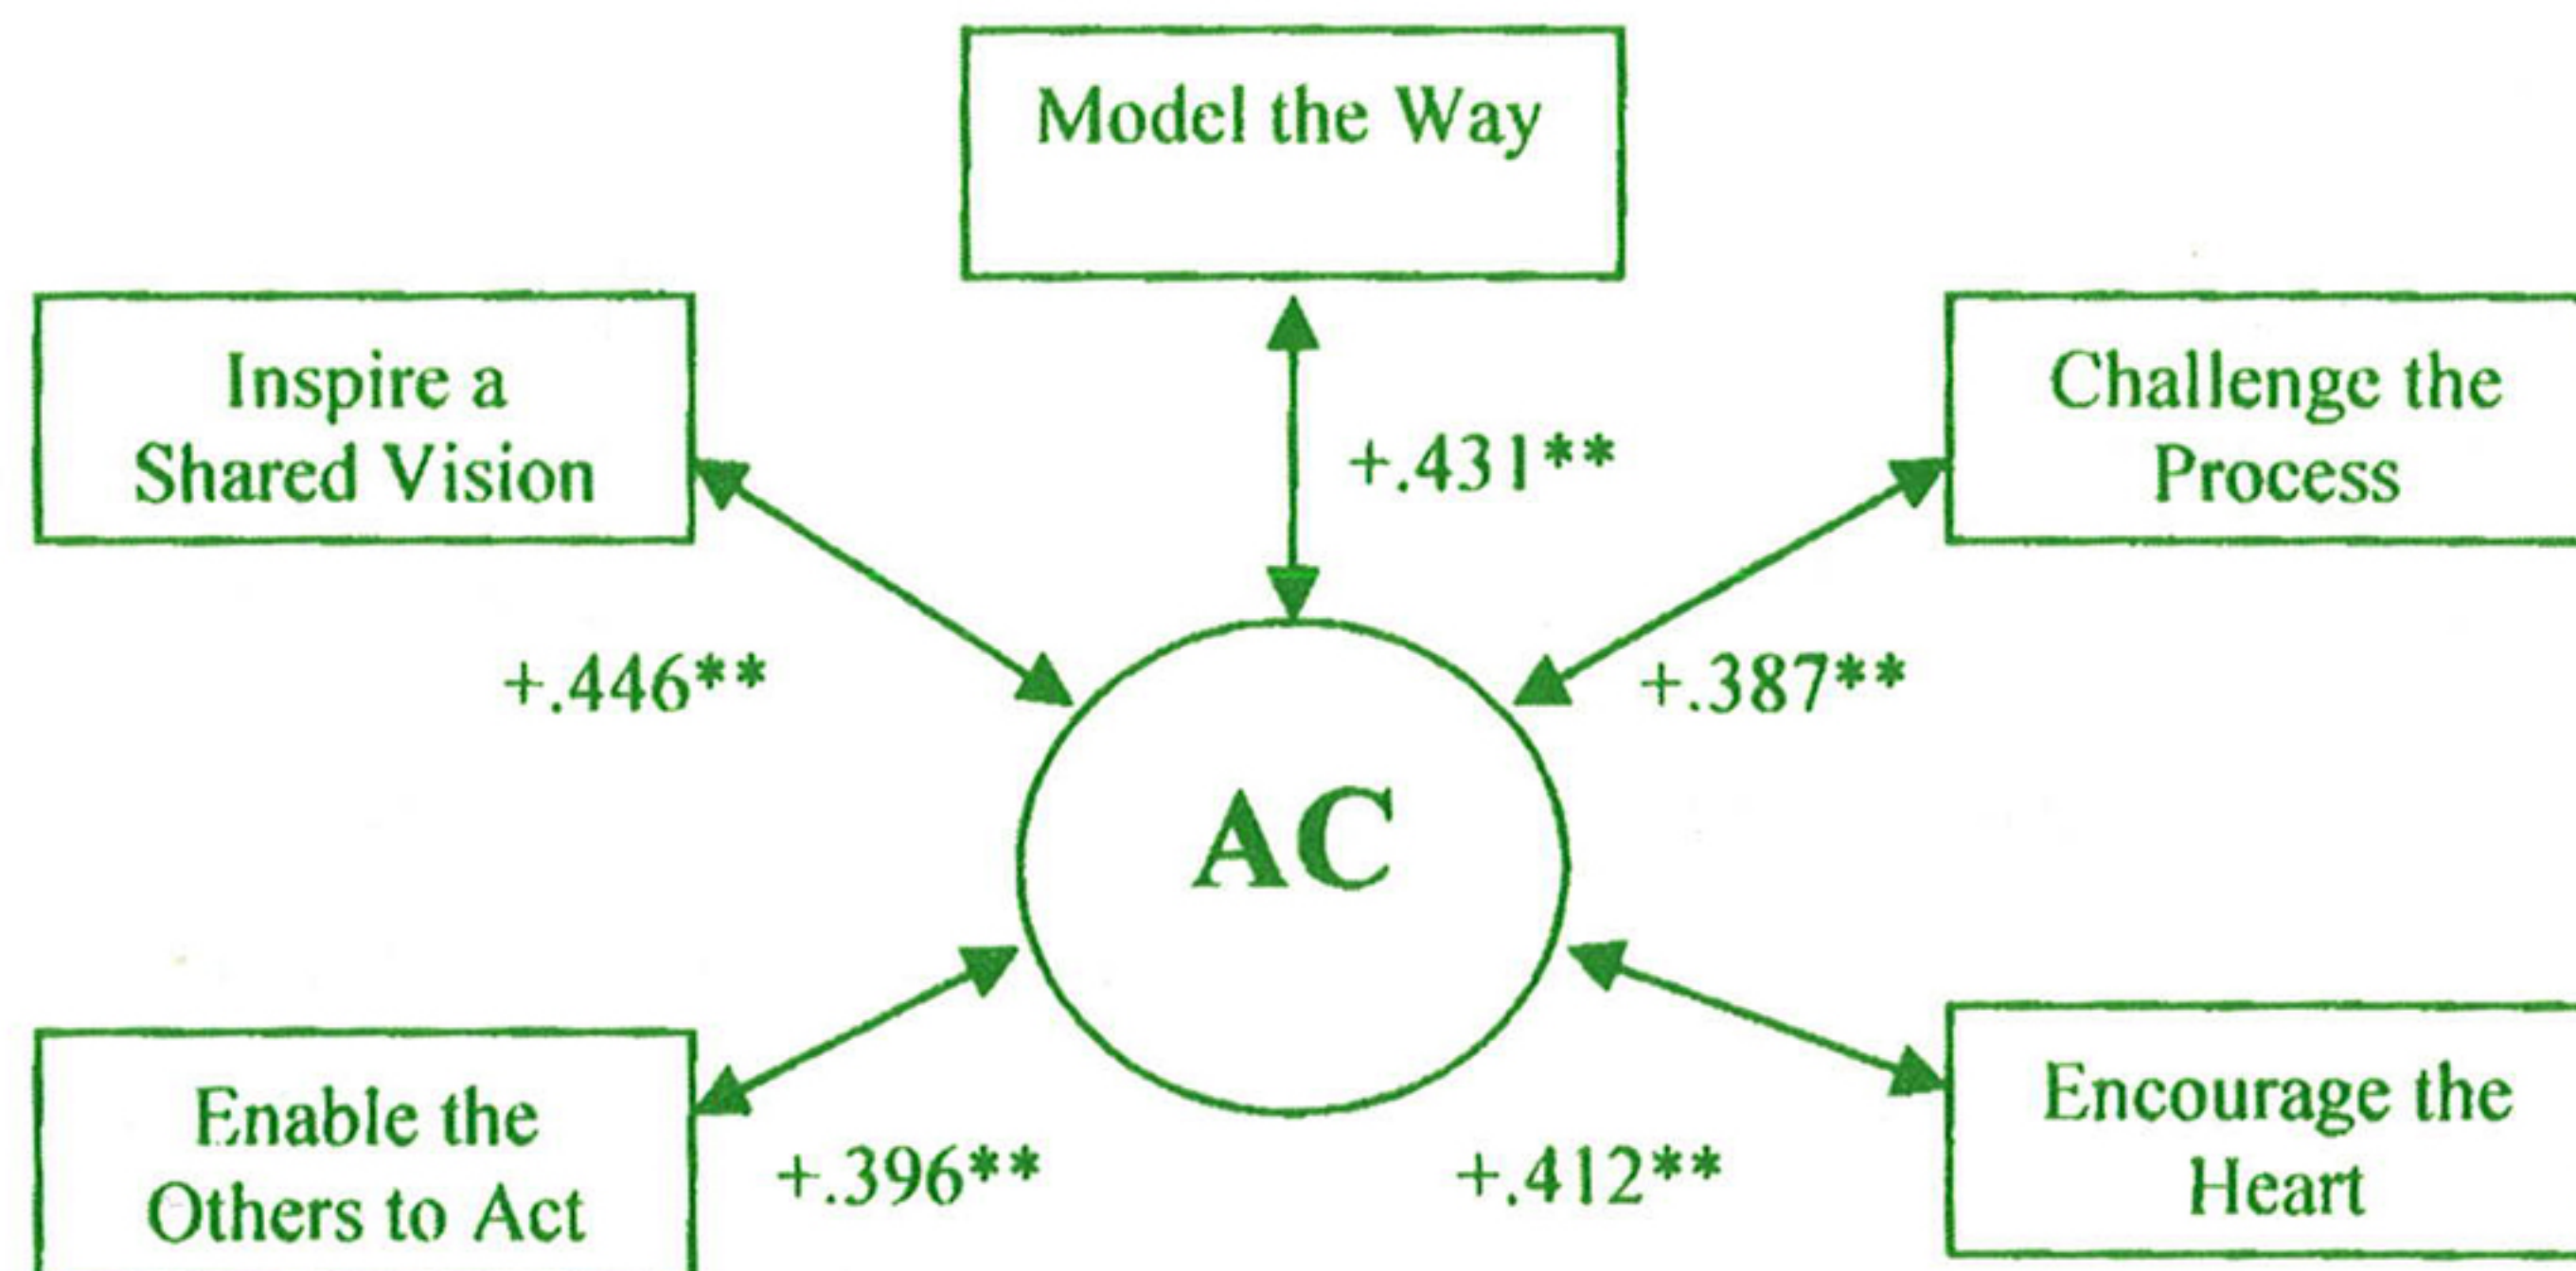 Model the Way
Inspire a
Shared Vision
Challenge the
Process
+.431**
+.446**
+.387**
AC
Enable the
Others to Act
+.396**
+.412**
Encourage the
Heart